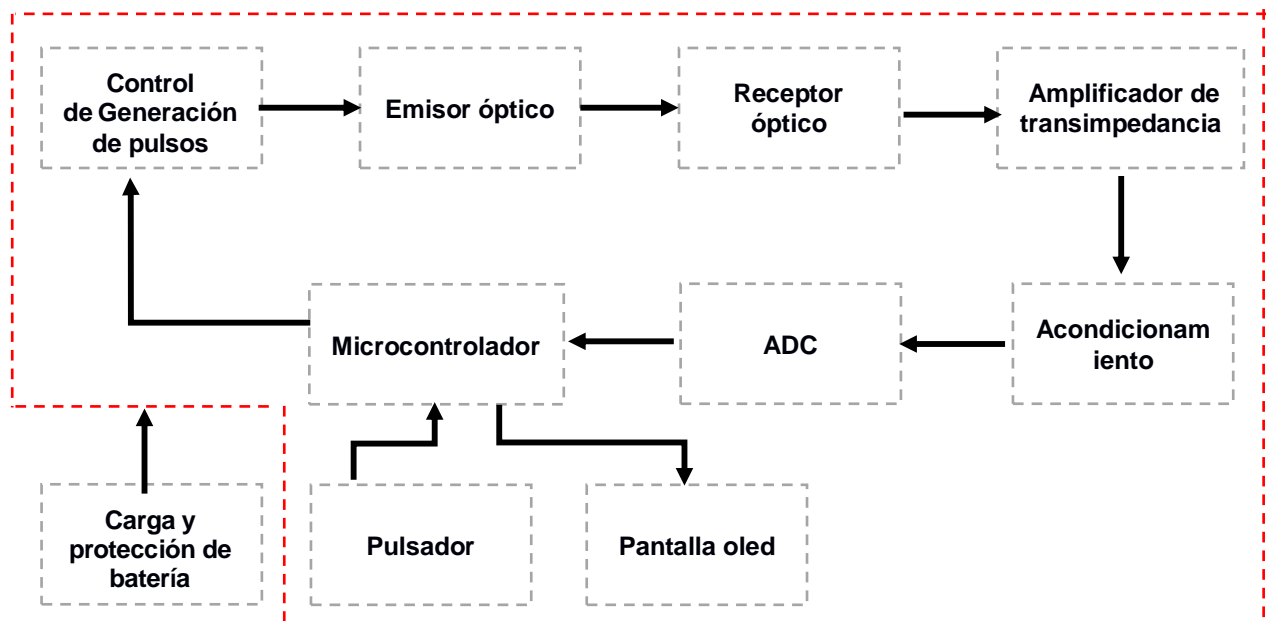 Control
de Generación
de pulsos
Emisor óptico
Receptor
óptico
Amplificador de
transimpedancia
Microcontrolador
ADC
Acondicionam
iento
Carga y
protección de
batería
Pulsador
Pantalla oled